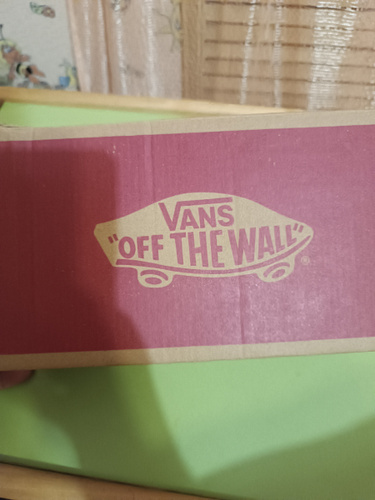 VANS
"OFF THE WALL"
®